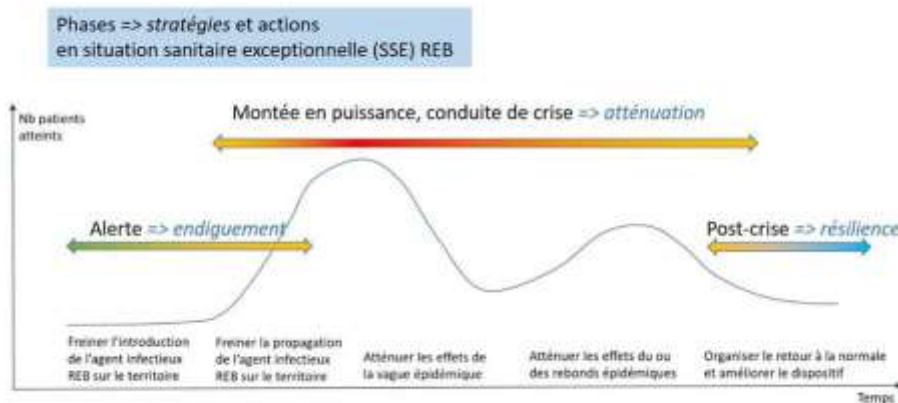 Phases => stratégies et actions
en situation sanitaire exceptionnelle (SSE) REB
Nb patients
atteints
Montée en puissance, conduite de crise => atténuation
Alerte => endiguement
Post-crise => résilience
Freiner l'introduction
de l'agent infectieux
REB sur le territoire
Freiner la propagation
de l'agent infectieux
REB sur le territoire
Atténuer les effets de
la vague épidémique
Atténuer les effets du ou
des rebonds épidémiques
Organiser le retour à la normale
et améliorer le dispositif
Temps